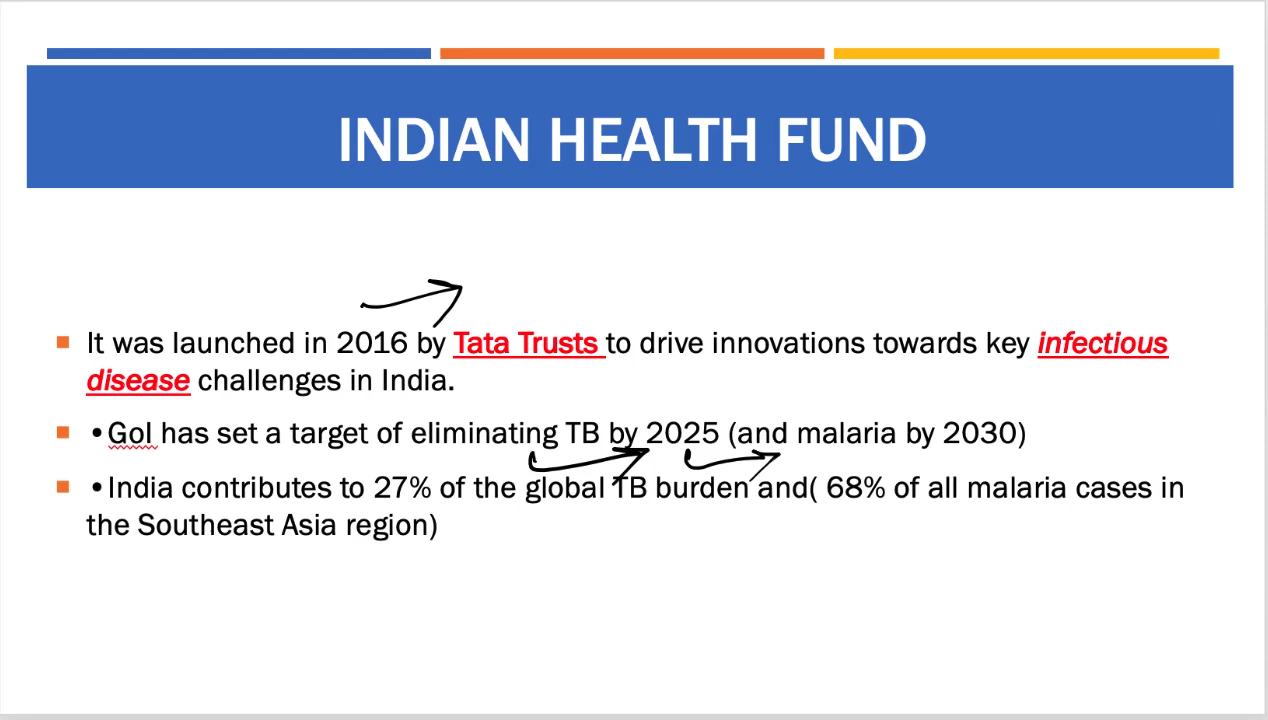 INDIAN HEALTH FUND
It was launched in 2016 by Tata Trusts to drive innovations towards key infectious
disease challenges in India.
•GoI has set a target of eliminating TB by 2025 (and malaria by 2030)
•India contributes to 27% of the global TB burden and( 68% of all malaria cases in
the Southeast Asia region)